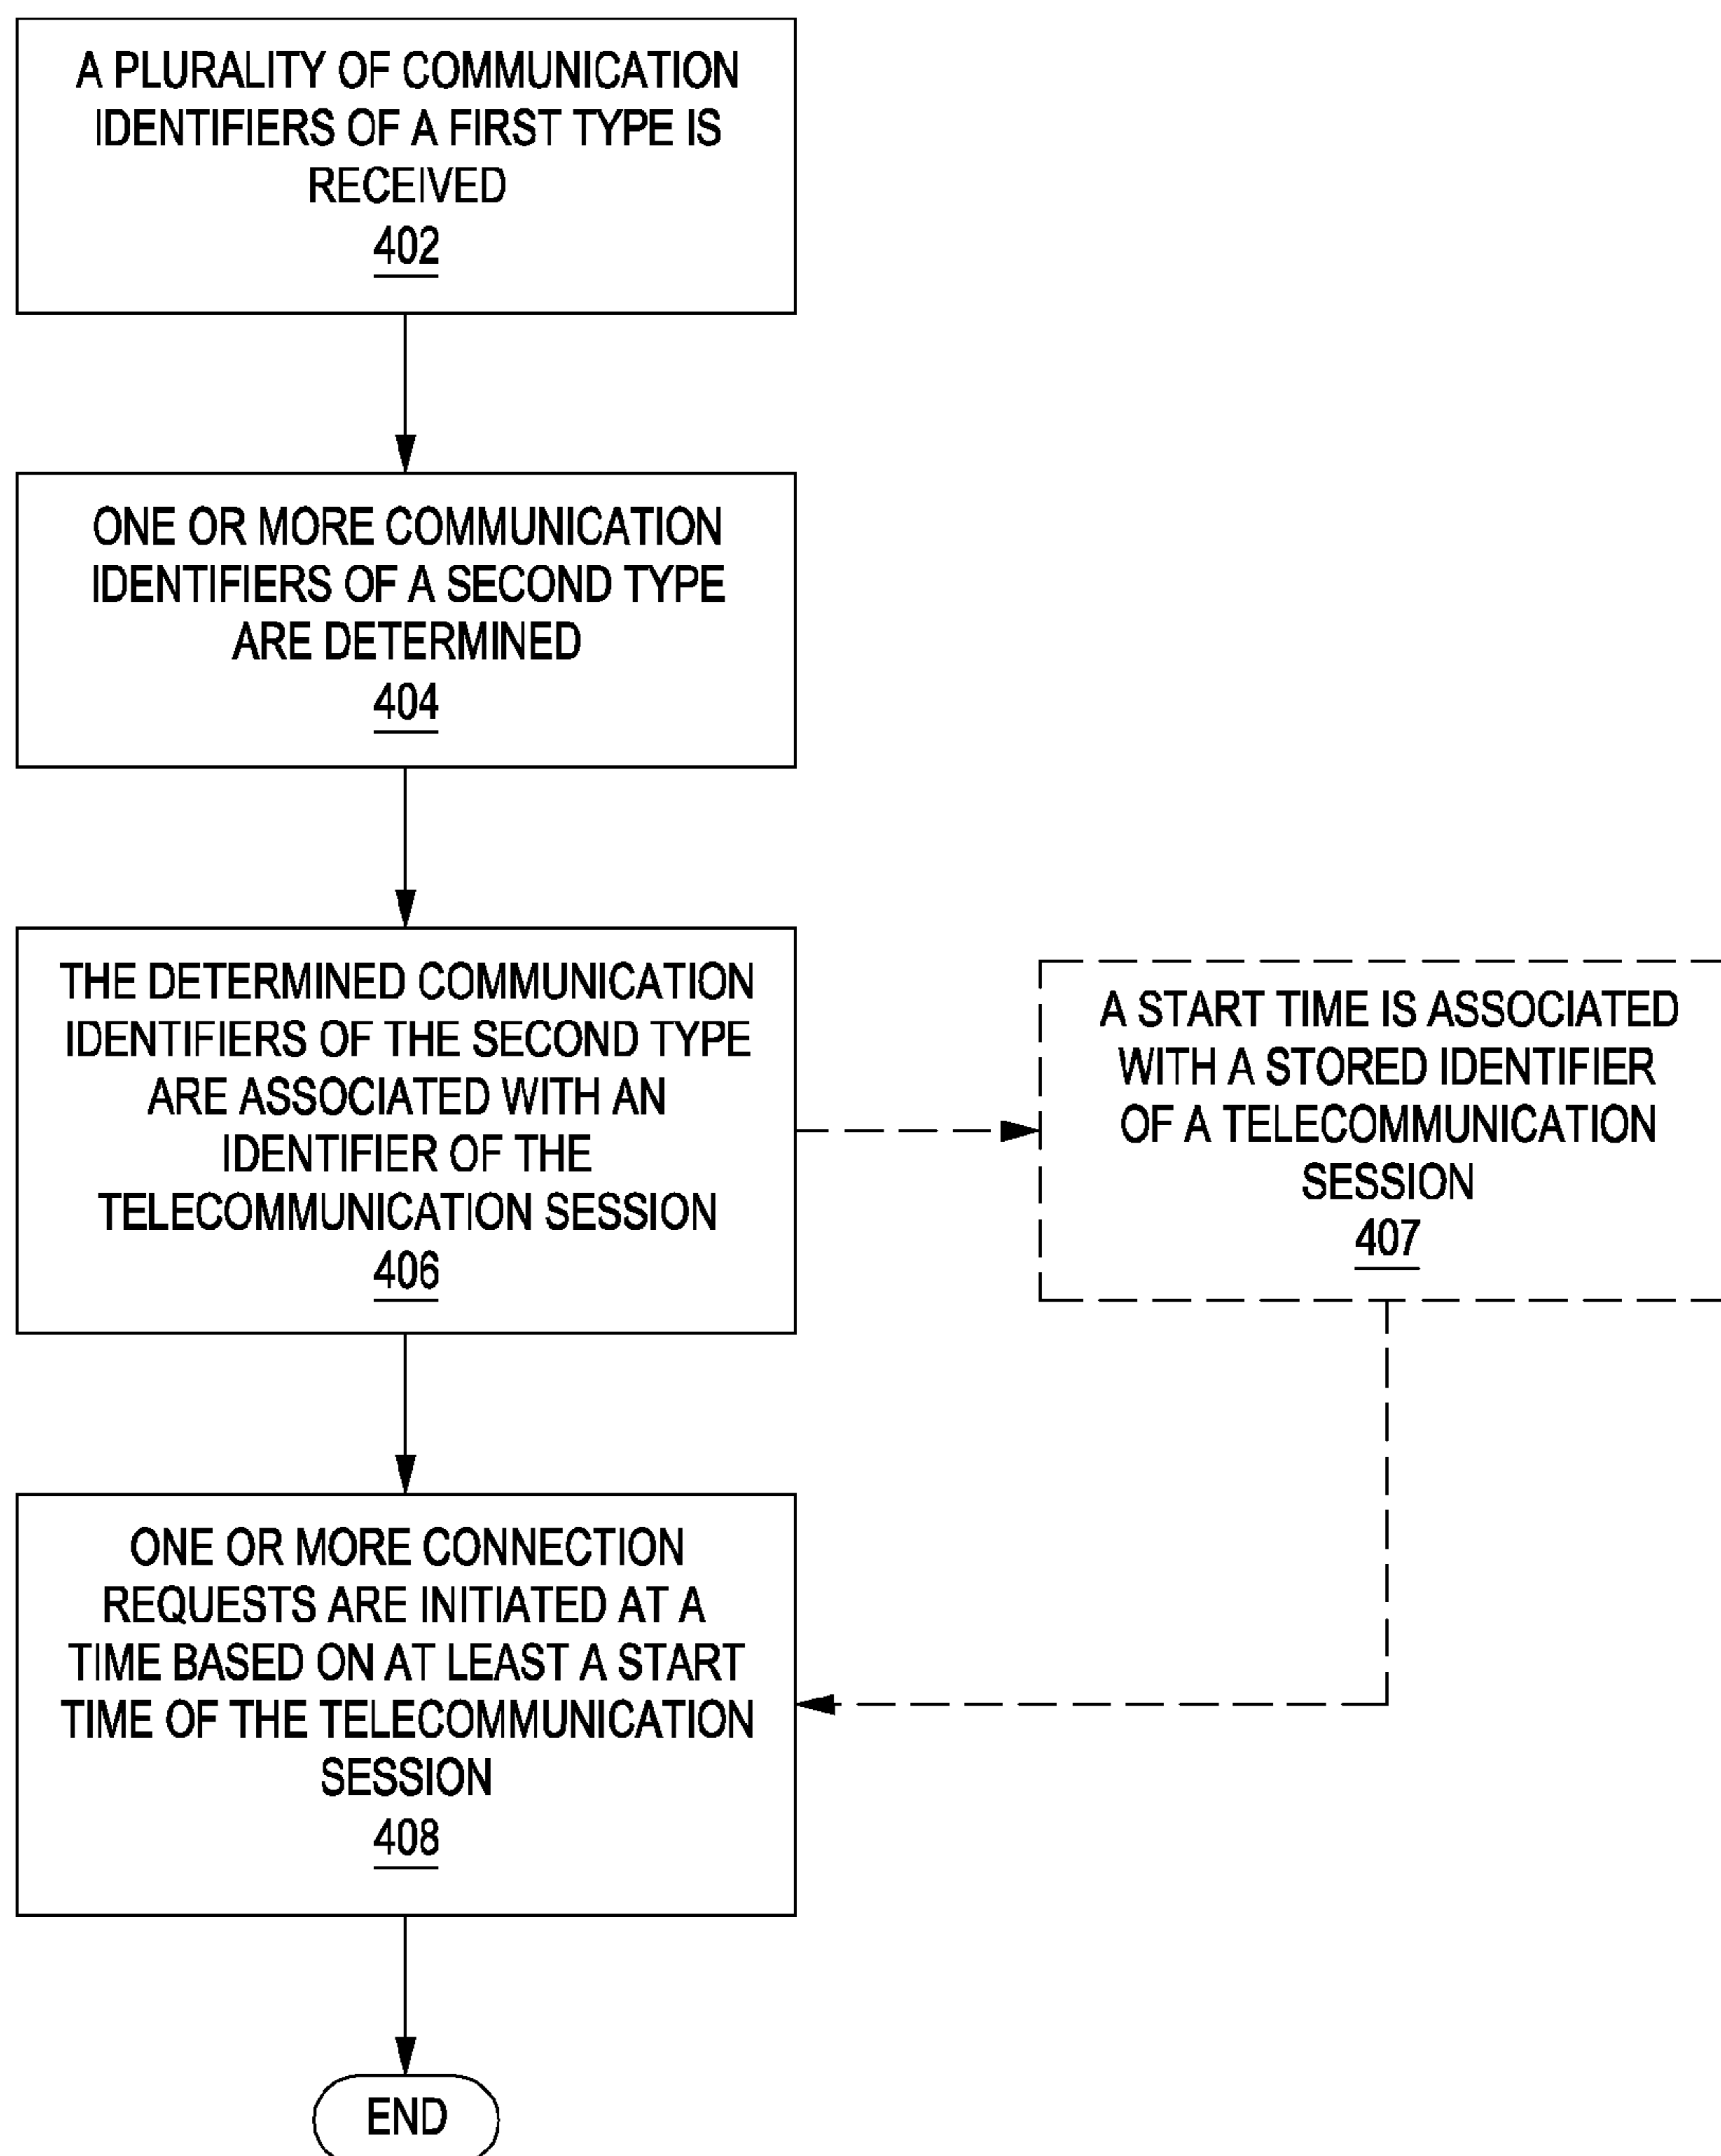 A PLURALITY OF COMMUNICATION
IDENTIFIERS OF A FIRST TYPE IS
RECEIVED
402
ONE OR MORE COMMUNICATION
IDENTIFIERS OF A SECOND TYPE
ARE DETERMINED
404
THE DETERMINED COMMUNICATION
IDENTIFIERS OF THE SECOND TYPE
ARE ASSOCIATED WITH AN
IDENTIFIER OF THE
TELECOMMUNICATION SESSION
406
A START TIME IS ASSOCIATED
WITH A STORED IDENTIFIER
OF A TELECOMMUNICATION
SESSION
407
ONE OR MORE CONNECTION
REQUESTS ARE INITIATED AT A
TIME BASED ON AT LEAST A START
TIME OF THE TELECOMMUNICATION
SESSION
408
END